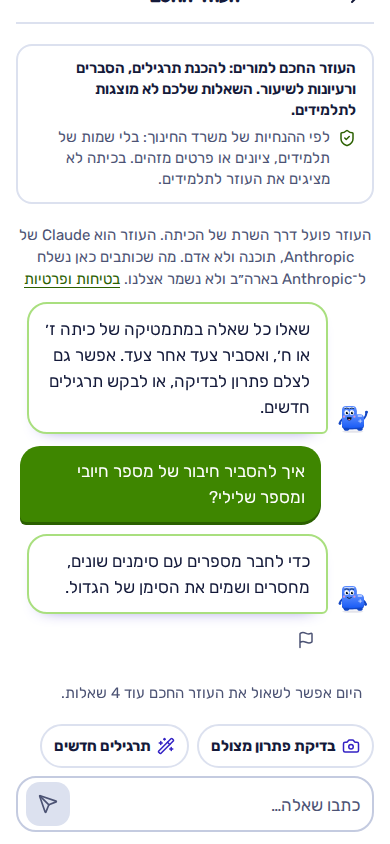 העוזר החכם למורים: להכנת תרגילים, הסברים
ורעיונות לשיעור. השאלות שלכם לא מוצגות
לתלמידים.
לפי ההנחיות של משרד החינוך: בלי שמות של
תלמידים, ציונים או פרטים מזהים. בכיתה לא
מציגים את העוזר לתלמידים.
העוזר פועל דרך השרת של הכיתה. העוזר הוא Claude של
Anthropic, תוכנה ולא אדם. מה שכותבים כאן נשלח
ל־Anthropic בארה״ב ולא נשמר אצלנו. בטיחות ופרטיות
שאלו כל שאלה במתמטיקה של כיתה ז׳
או ח׳, ואסביר צעד אחר צעד. אפשר גם
לצלם פתרון לבדיקה, או לבקש תרגילים
חדשים.
איך להסביר חיבור של מספר חיובי
ומספר שלילי?
כדי לחבר מספרים עם סימנים שונים,
מחסרים ושמים את הסימן של הגדול.
היום אפשר לשאול את העוזר החכם עוד 4 שאלות.
בדיקת פתרון מצולם
תרגילים חדשים
כתבו שאלה...